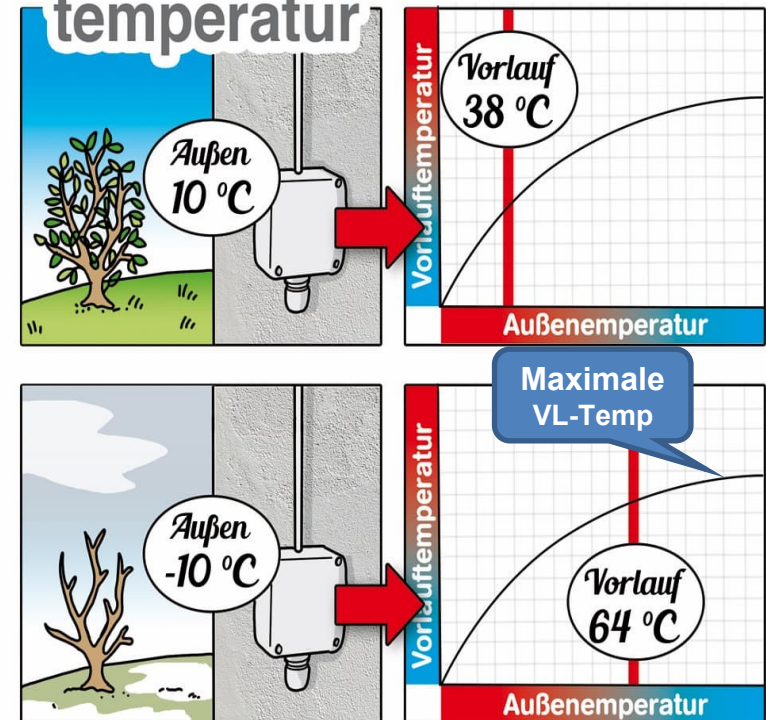 temperatur
Außen
10 °C
Vorlauf
38 °C
Vorlauftemperatur
Außenemperatur
Maximale
VL-Temp
Außen
-10 °C
Vorlauf
64 °C
Vorlauftemperatur
Außenemperatur